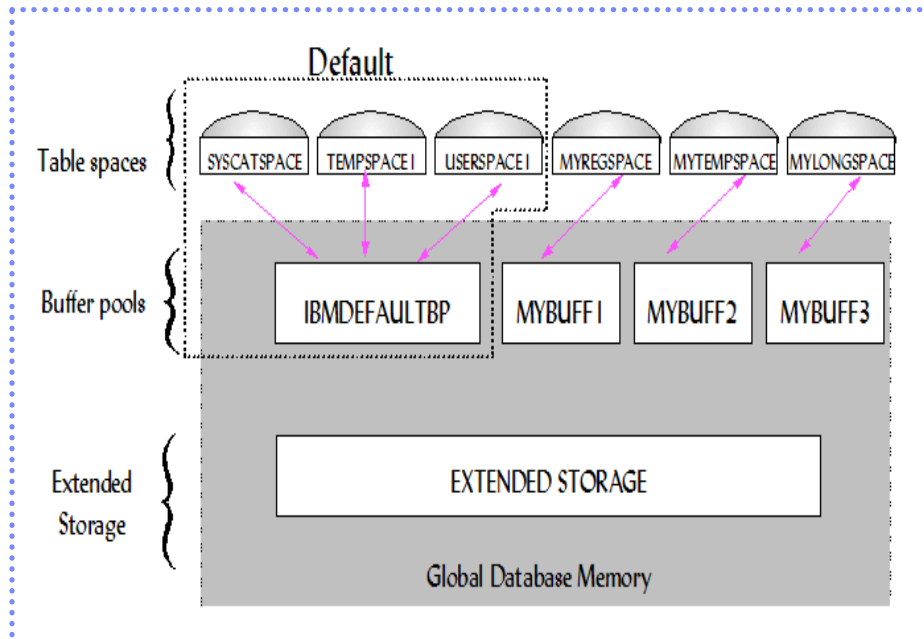 Default
Table spaces
SYSCATSPACE
TEMPSPACE1
USERSPACE1
MYREGSPACE
MYTEMPSPACE
MYLONGSPACE
Buffer pools
IBMDEFAULTBP
MYBUFF1
MYBUFF2
MYBUFF3
Extended
Storage
EXTENDED STORAGE
Global Database Memory